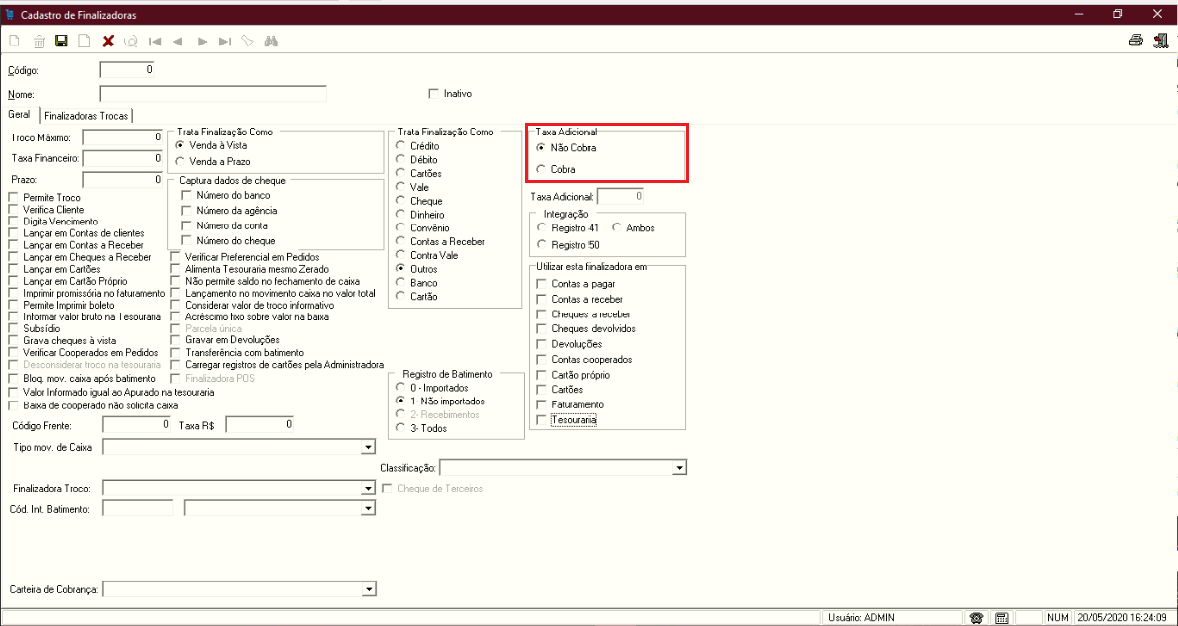 Cadastro de Finalizadoras
Código: 0
Nome:
Inativo
Geral
Finalizadoras Trocas
Troco Máximo: 0
Taxa Financeiro: 0
Prazo: 0
Permite Troco
Verifica Cliente
Digita Vencimento
Lançar em Contas de clientes
Lançar em Contas a Receber
Lançar em Cheques a Receber
Lançar em Cartões
Lançar em Cartão Próprio
Imprimir promissória no faturamento
Permite Imprimir boleto
Informar valor bruto na Tesouraria
Subsídio
Grava cheques à vista
Verificar Cooperados em Pedidos
Desconsiderar troco na tesouraria
Bloq. mov. caixa após batimento
Valor Informado igual ao Apurado na tesouraria
Baixa de cooperado não solicita caixa
Trata Finalização Como
Venda à Vista
Venda a Prazo
Captura dados de cheque
Número do banco
Número da agência
Número da conta
Número do cheque
Verificar Preferencial em Pedidos
Alimenta Tesouraria mesmo Zerado
Não permite saldo no fechamento de caixa
Lançamento no movimento caixa no valor total
Considerar valor de troco informativo
Acréscimo fixo sobre valor na baixa
Parcela única
Gravar em Devoluções
Transferência com batimento
Carregar registros de cartões pela Administradora
Finalizadora POS
Trata Finalização Como
Crédito
Débito
Cartões
Vale
Cheque
Dinheiro
Convênio
Contas a Receber
Contra Vale
Outros
Banco
Cartão
Registro de Batimento
0 - Importados
1- Não importados
2- Recebimentos
3- Todos
Taxa Adicional
Não Cobra
Cobra
Taxa Adicional: 0
Integração
Registro 41
Ambos
Registro 50
Utilizar esta finalizadora em
Contas a pagar
Contas a receber
Cheques a receber
Cheques devolvidos
Devoluções
Contas cooperados
Cartão próprio
Cartões
Faturamento
Tesouraria
Código Frente: 0
Taxa R$ 0
Tipo mov. de Caixa
Classificação:
Finalizadora Troco:
Cheque de Terceiros
Cód. Int. Batimento:
Carteira de Cobrança:
Usuário: ADMIN
NUM
20/05/2020 16:24:09